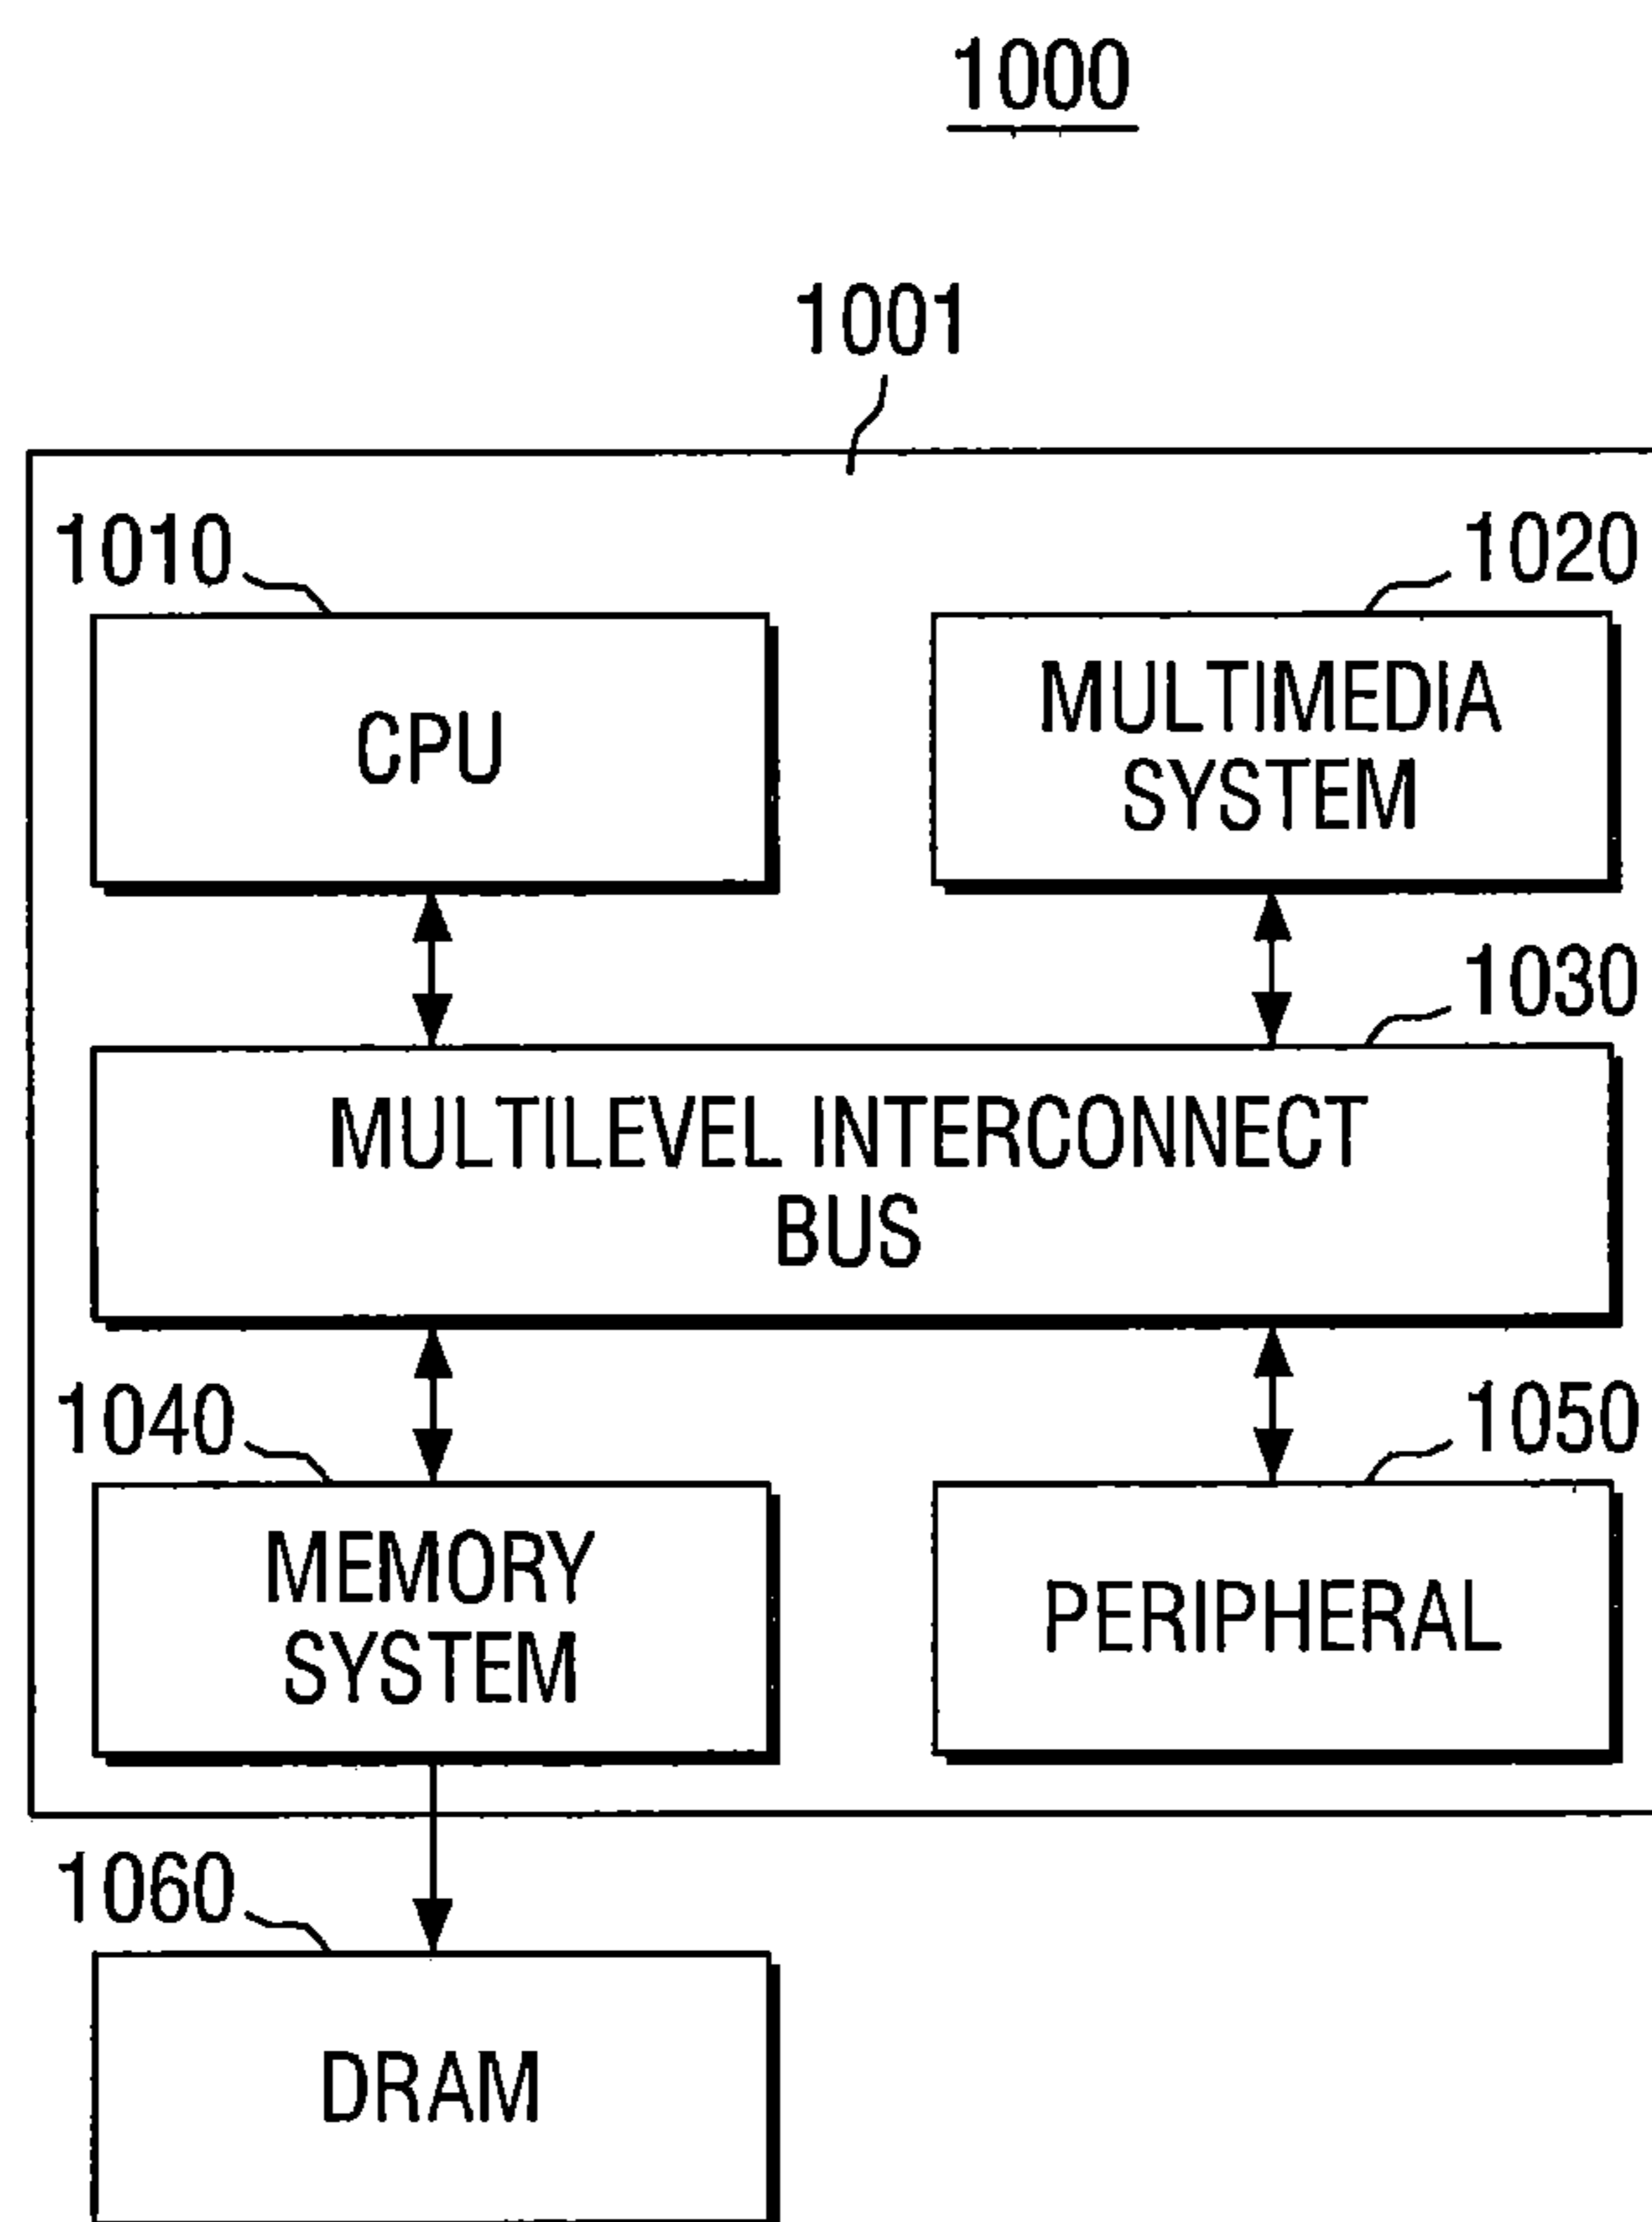 1000
1001
1010
1020
CPU
MULTIMEDIA
SYSTEM
1030
MULTILEVEL INTERCONNECT
BUS
1040
1050
MEMORY
SYSTEM
PERIPHERAL
1060
DRAM